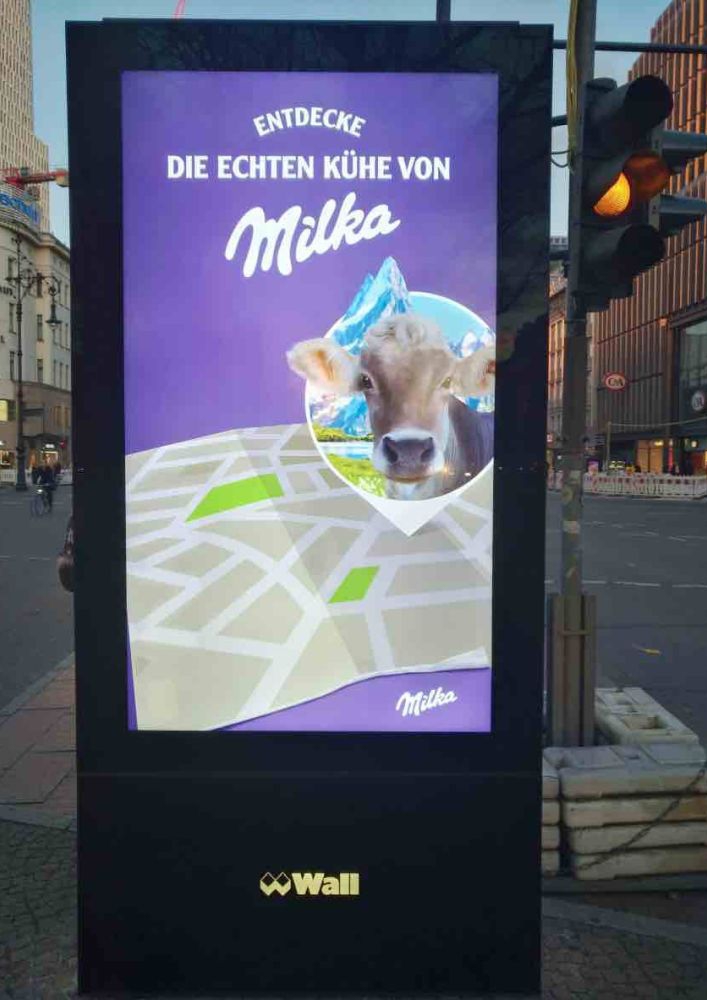 ENTDECKE
DIE ECHTEN KÜHE VON
Milka
Milka
Wall
C&A